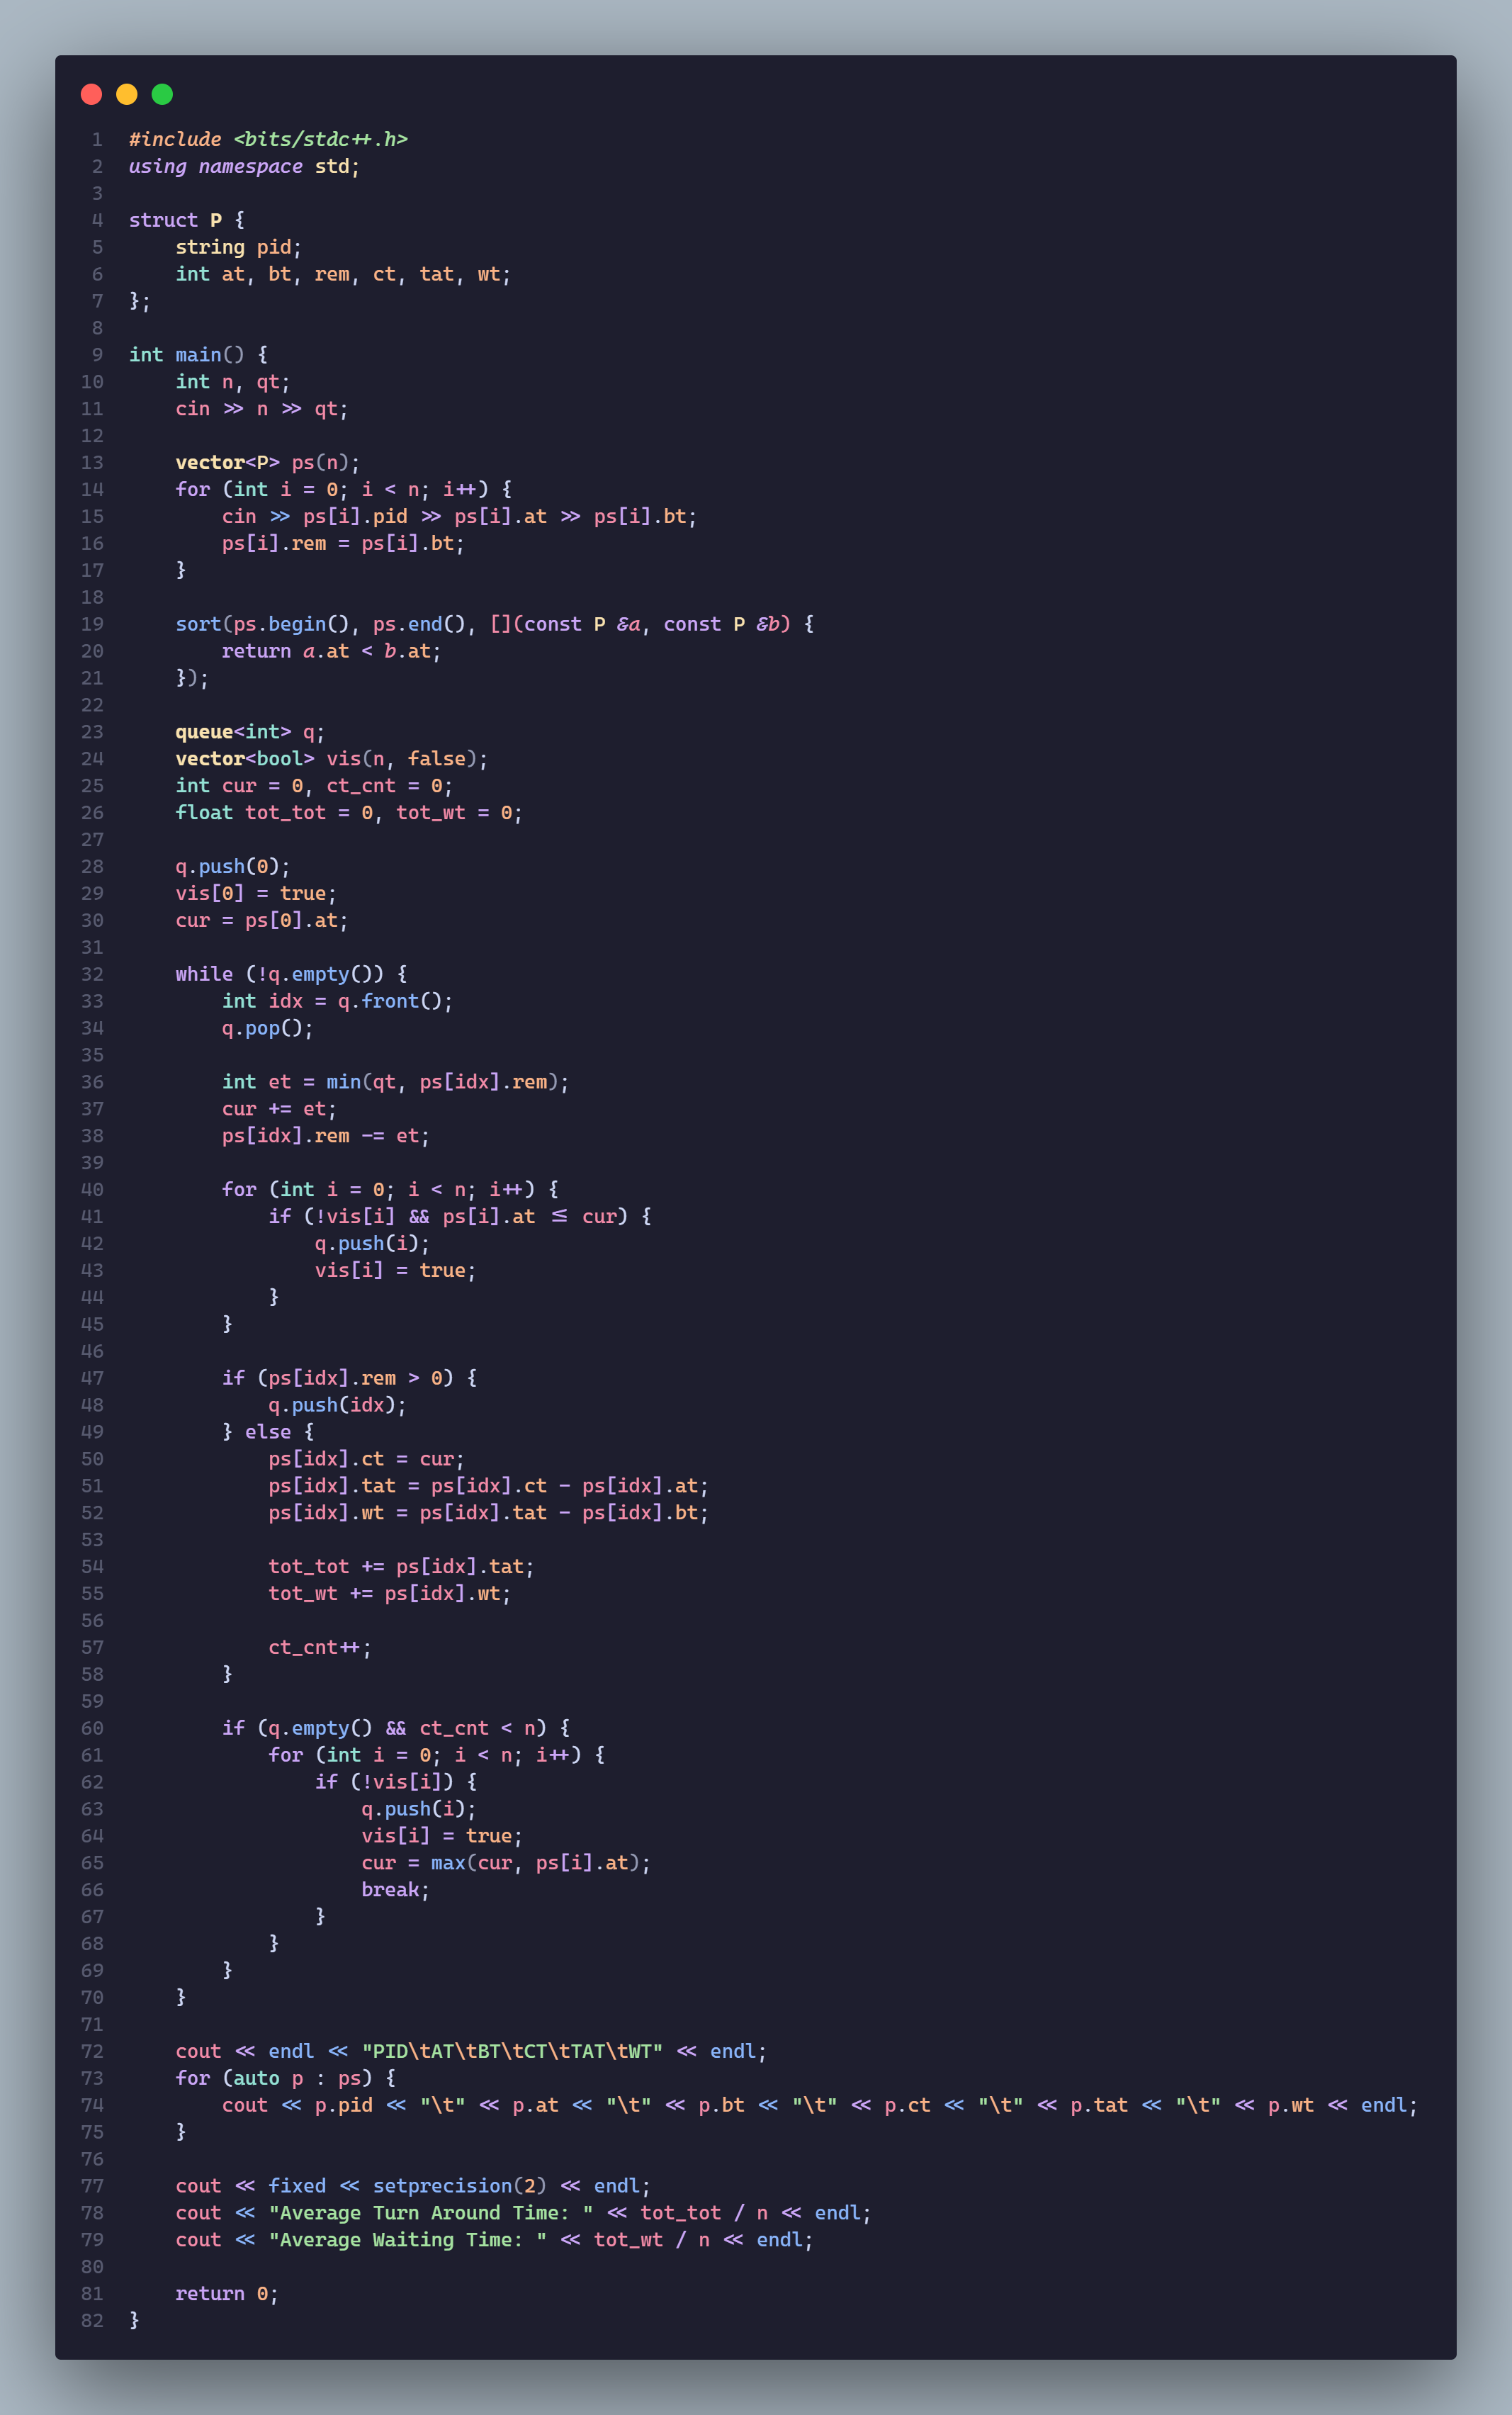 1 #include <bits/stdc++.h>
2 using namespace std;
3
4 struct P {
5     string pid;
6     int at, bt, rem, ct, tat, wt;
7 };
8
9 int main() {
10     int n, qt;
11     cin >> n >> qt;
12
13     vector<P> ps(n);
14     for (int i = 0; i < n; i++) {
15         cin >> ps[i].pid >> ps[i].at >> ps[i].bt;
16         ps[i].rem = ps[i].bt;
17     }
18
19     sort(ps.begin(), ps.end(), [](const P &a, const P &b) {
20         return a.at < b.at;
21     });
22
23     queue<int> q;
24     vector<bool> vis(n, false);
25     int cur = 0, ct_cnt = 0;
26     float tot_tot = 0, tot_wt = 0;
27
28     q.push(0);
29     vis[0] = true;
30     cur = ps[0].at;
31
32     while (!q.empty()) {
33         int idx = q.front();
34         q.pop();
35
36         int et = min(qt, ps[idx].rem);
37         cur += et;
38         ps[idx].rem -= et;
39
40         for (int i = 0; i < n; i++) {
41             if (!vis[i] && ps[i].at <= cur) {
42                 q.push(i);
43                 vis[i] = true;
44             }
45         }
46
47         if (ps[idx].rem > 0) {
48             q.push(idx);
49         } else {
50             ps[idx].ct = cur;
51             ps[idx].tat = ps[idx].ct - ps[idx].at;
52             ps[idx].wt = ps[idx].tat - ps[idx].bt;
53
54             tot_tot += ps[idx].tat;
55             tot_wt += ps[idx].wt;
56
57             ct_cnt++;
58         }
59
60         if (q.empty() && ct_cnt < n) {
61             for (int i = 0; i < n; i++) {
62                 if (!vis[i]) {
63                     q.push(i);
64                     vis[i] = true;
65                     cur = max(cur, ps[i].at);
66                     break;
67                 }
68             }
69         }
70     }
71
72     cout << endl << "PID\tAT\tBT\tCT\tTAT\tWT" << endl;
73     for (auto p : ps) {
74         cout << p.pid << "\t" << p.at << "\t" << p.bt << "\t" << p.ct << "\t" << p.tat << "\t" << p.wt << endl;
75     }
76
77     cout << fixed << setprecision(2) << endl;
78     cout << "Average Turn Around Time: " << tot_tot / n << endl;
79     cout << "Average Waiting Time: " << tot_wt / n << endl;
80
81     return 0;
82 }